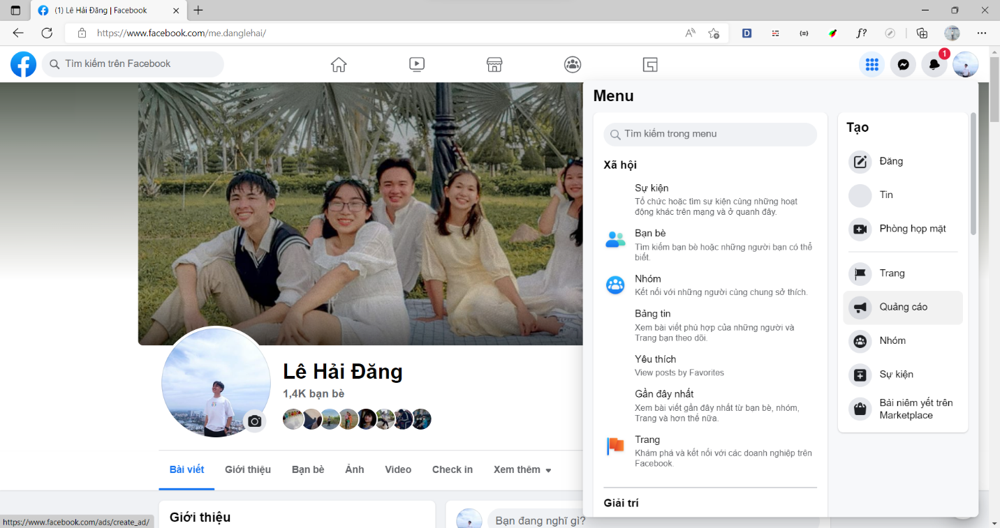 (1) Lê Hải Đăng | Facebook
https://www.facebook.com/me.danglehai/
Tìm kiếm trên Facebook
1
Menu
Tìm kiếm trong menu
Xã hội
Sự kiện
Tổ chức hoặc tìm sự kiện cùng những hoạt
động khác trên mạng và ở quanh đây.
Bạn bè
Tìm kiếm bạn bè hoặc những người bạn có thể
biết.
Nhóm
Kết nối với những người cùng chung sở thích.
Bảng tin
Xem bài viết phù hợp của những người và
Trang bạn theo dõi.
Yêu thích
View posts by Favorites
Gần đây nhất
Xem bài viết gần đây nhất từ bạn bè, nhóm,
Trang và hơn thế nữa.
Trang
Khám phá và kết nối với các doanh nghiệp trên
Facebook.
Giải trí
Tạo
Đăng
Tin
Phòng họp mặt
Trang
Quảng cáo
Nhóm
Sự kiện
Bài niêm yết trên
Marketplace
Lê Hải Đăng
1,4K bạn bè
Bài viết Giới thiệu Bạn bè Ảnh Video Check in Xem thêm
Giới thiệu
Bạn đang nghĩ gì?
https://www.facebook.com/ads/create_ad/